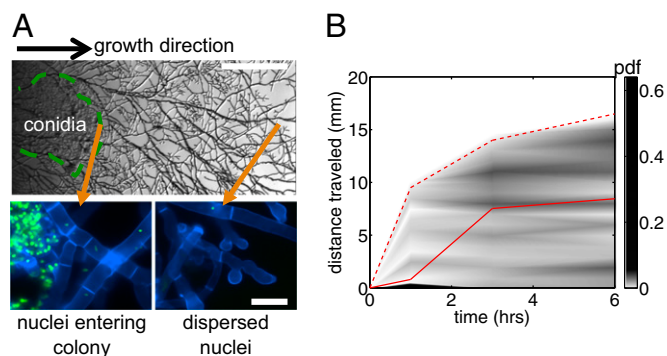 A
growth direction
conidia
nuclei entering
colony
dispersed
nuclei
B
pdf
20
15
10
5
0
distance traveled (mm)
0
2
4
6
time (hrs)
0.6
0.4
0.2
0